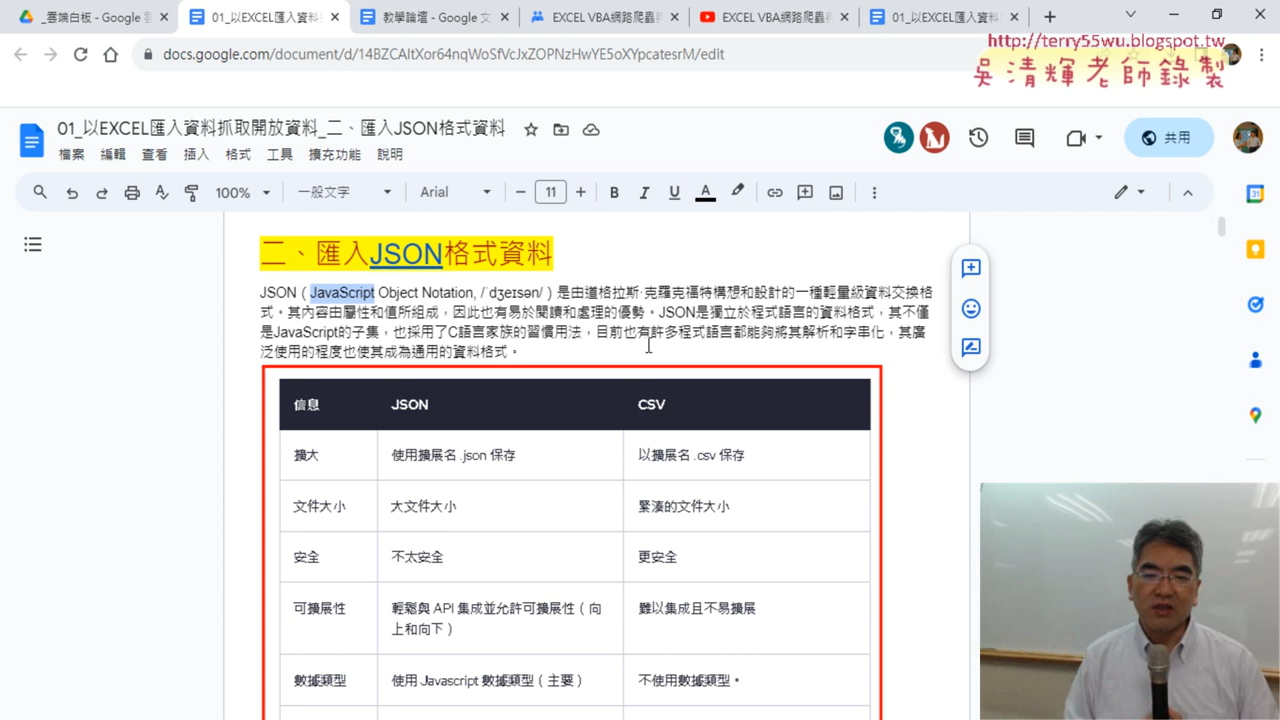 _雲端白板 - Google 雲
01_以EXCEL匯入資料抓
教學論壇 - Google 文
EXCEL VBA網路爬蟲與
EXCEL VBA網路爬蟲與
01_以EXCEL匯入資料
docs.google.com/document/d/14BZCAltXor64nqWoSfVcJxZOPNzHwYE5oXYpcatesrM/edit
http://terry55wu.blogspot.tw
吳清輝老師錄製
01_以EXCEL匯入資料抓取開放資料_二、匯入JSON格式資料
檔案 編輯 查看 插入 格式 工具 擴充功能 說明
共用
100% 一般文字 Arial 11 B I U A
31
二、匯入JSON格式資料
JSON（JavaScript Object Notation, /ˈdʒeɪsən/）是由道格拉斯·克羅克福特構想和設計的一種輕量級資料交換格
式。其內容由屬性和值所組成，因此也有易於閱讀和處理的優勢。JSON是獨立於程式語言的資料格式，其不僅
是JavaScript的子集，也採用了C語言家族的習慣用法，目前也有許多程式語言都能夠將其解析和字串化，其廣
泛使用的程度也使其成為通用的資料格式。
信息 JSON CSV
擴大 使用擴展名 .json 保存 以擴展名 .csv 保存
文件大小 大文件大小 緊湊的文件大小
安全 不太安全 更安全
可擴展性 輕鬆與 API 集成並允許可擴展性（向 難以集成且不易擴展
上和向下）
數據類型 使用 Javascript 數據類型（主要） 不使用數據類型。